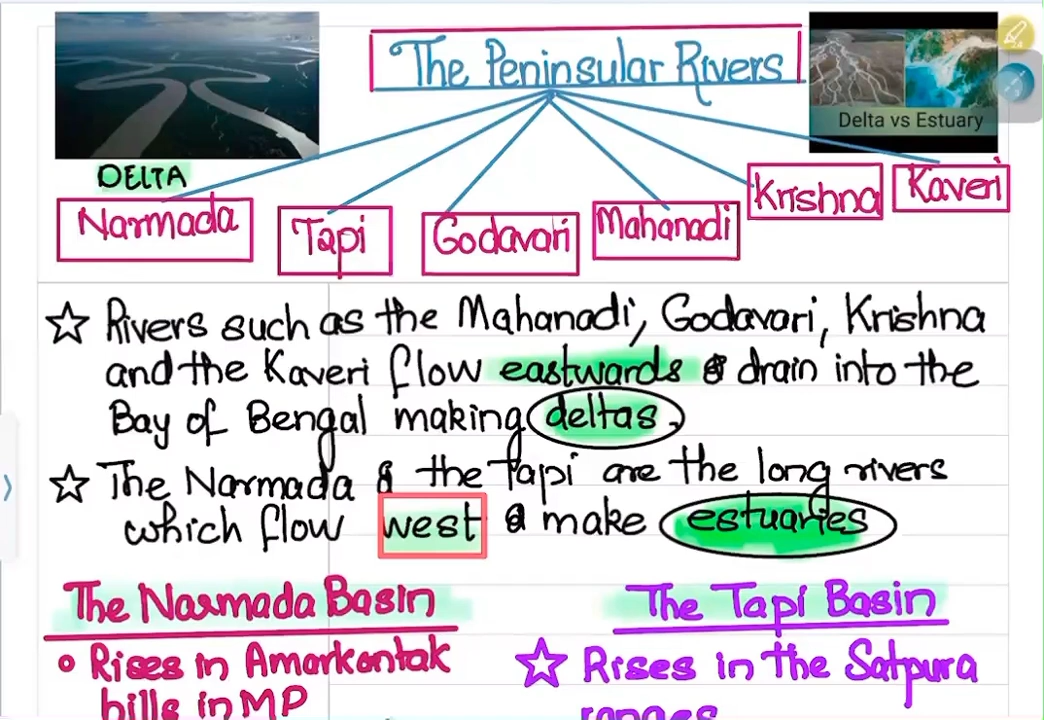 The Peninsular Rivers
Delta vs Estuary
DELTA
Narmada
Tapi
Godavari
Mahanadi
Krishna
Kaveri
☆ Rivers such as the Mahanadi, Godavari, Krishna
and the Kaveri flow eastwards & drain into the
Bay of Bengal making deltas.
☆ The Narmada & the Tapi are the long rivers
which flow west & make estuaries
The Narmada Basin
• Rises in Amarkantak
hills in MP
The Tapi Basin
☆ Rises in the Satpura
ranges